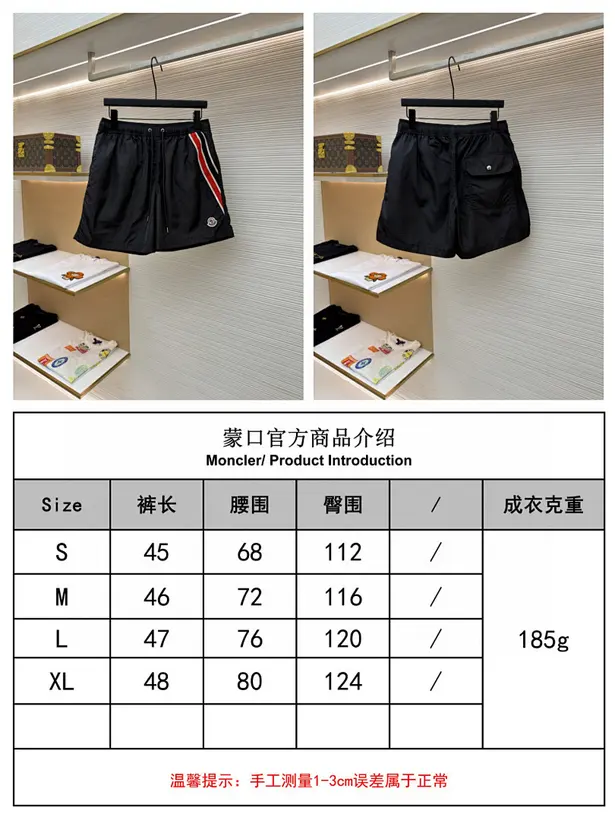 蒙口官方商品介绍
Moncler/ Product Introduction
Size 裤长 腰围 臀围 / 成衣克重
S 45 68 112 /
M 46 72 116 /
L 47 76 120 /
XL 48 80 124 /
185g
温馨提示：手工测量1-3cm误差属于正常